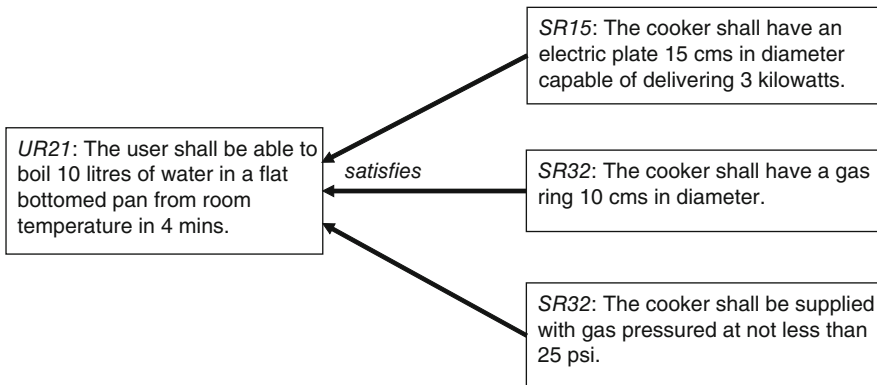 SR15: The cooker shall have an
electric plate 15 cms in diameter
capable of delivering 3 kilowatts.
UR21: The user shall be able to
boil 10 litres of water in a flat
bottomed pan from room
temperature in 4 mins.
satisfies
SR32: The cooker shall have a gas
ring 10 cms in diameter.
SR32: The cooker shall be supplied
with gas pressured at not less than
25 psi.